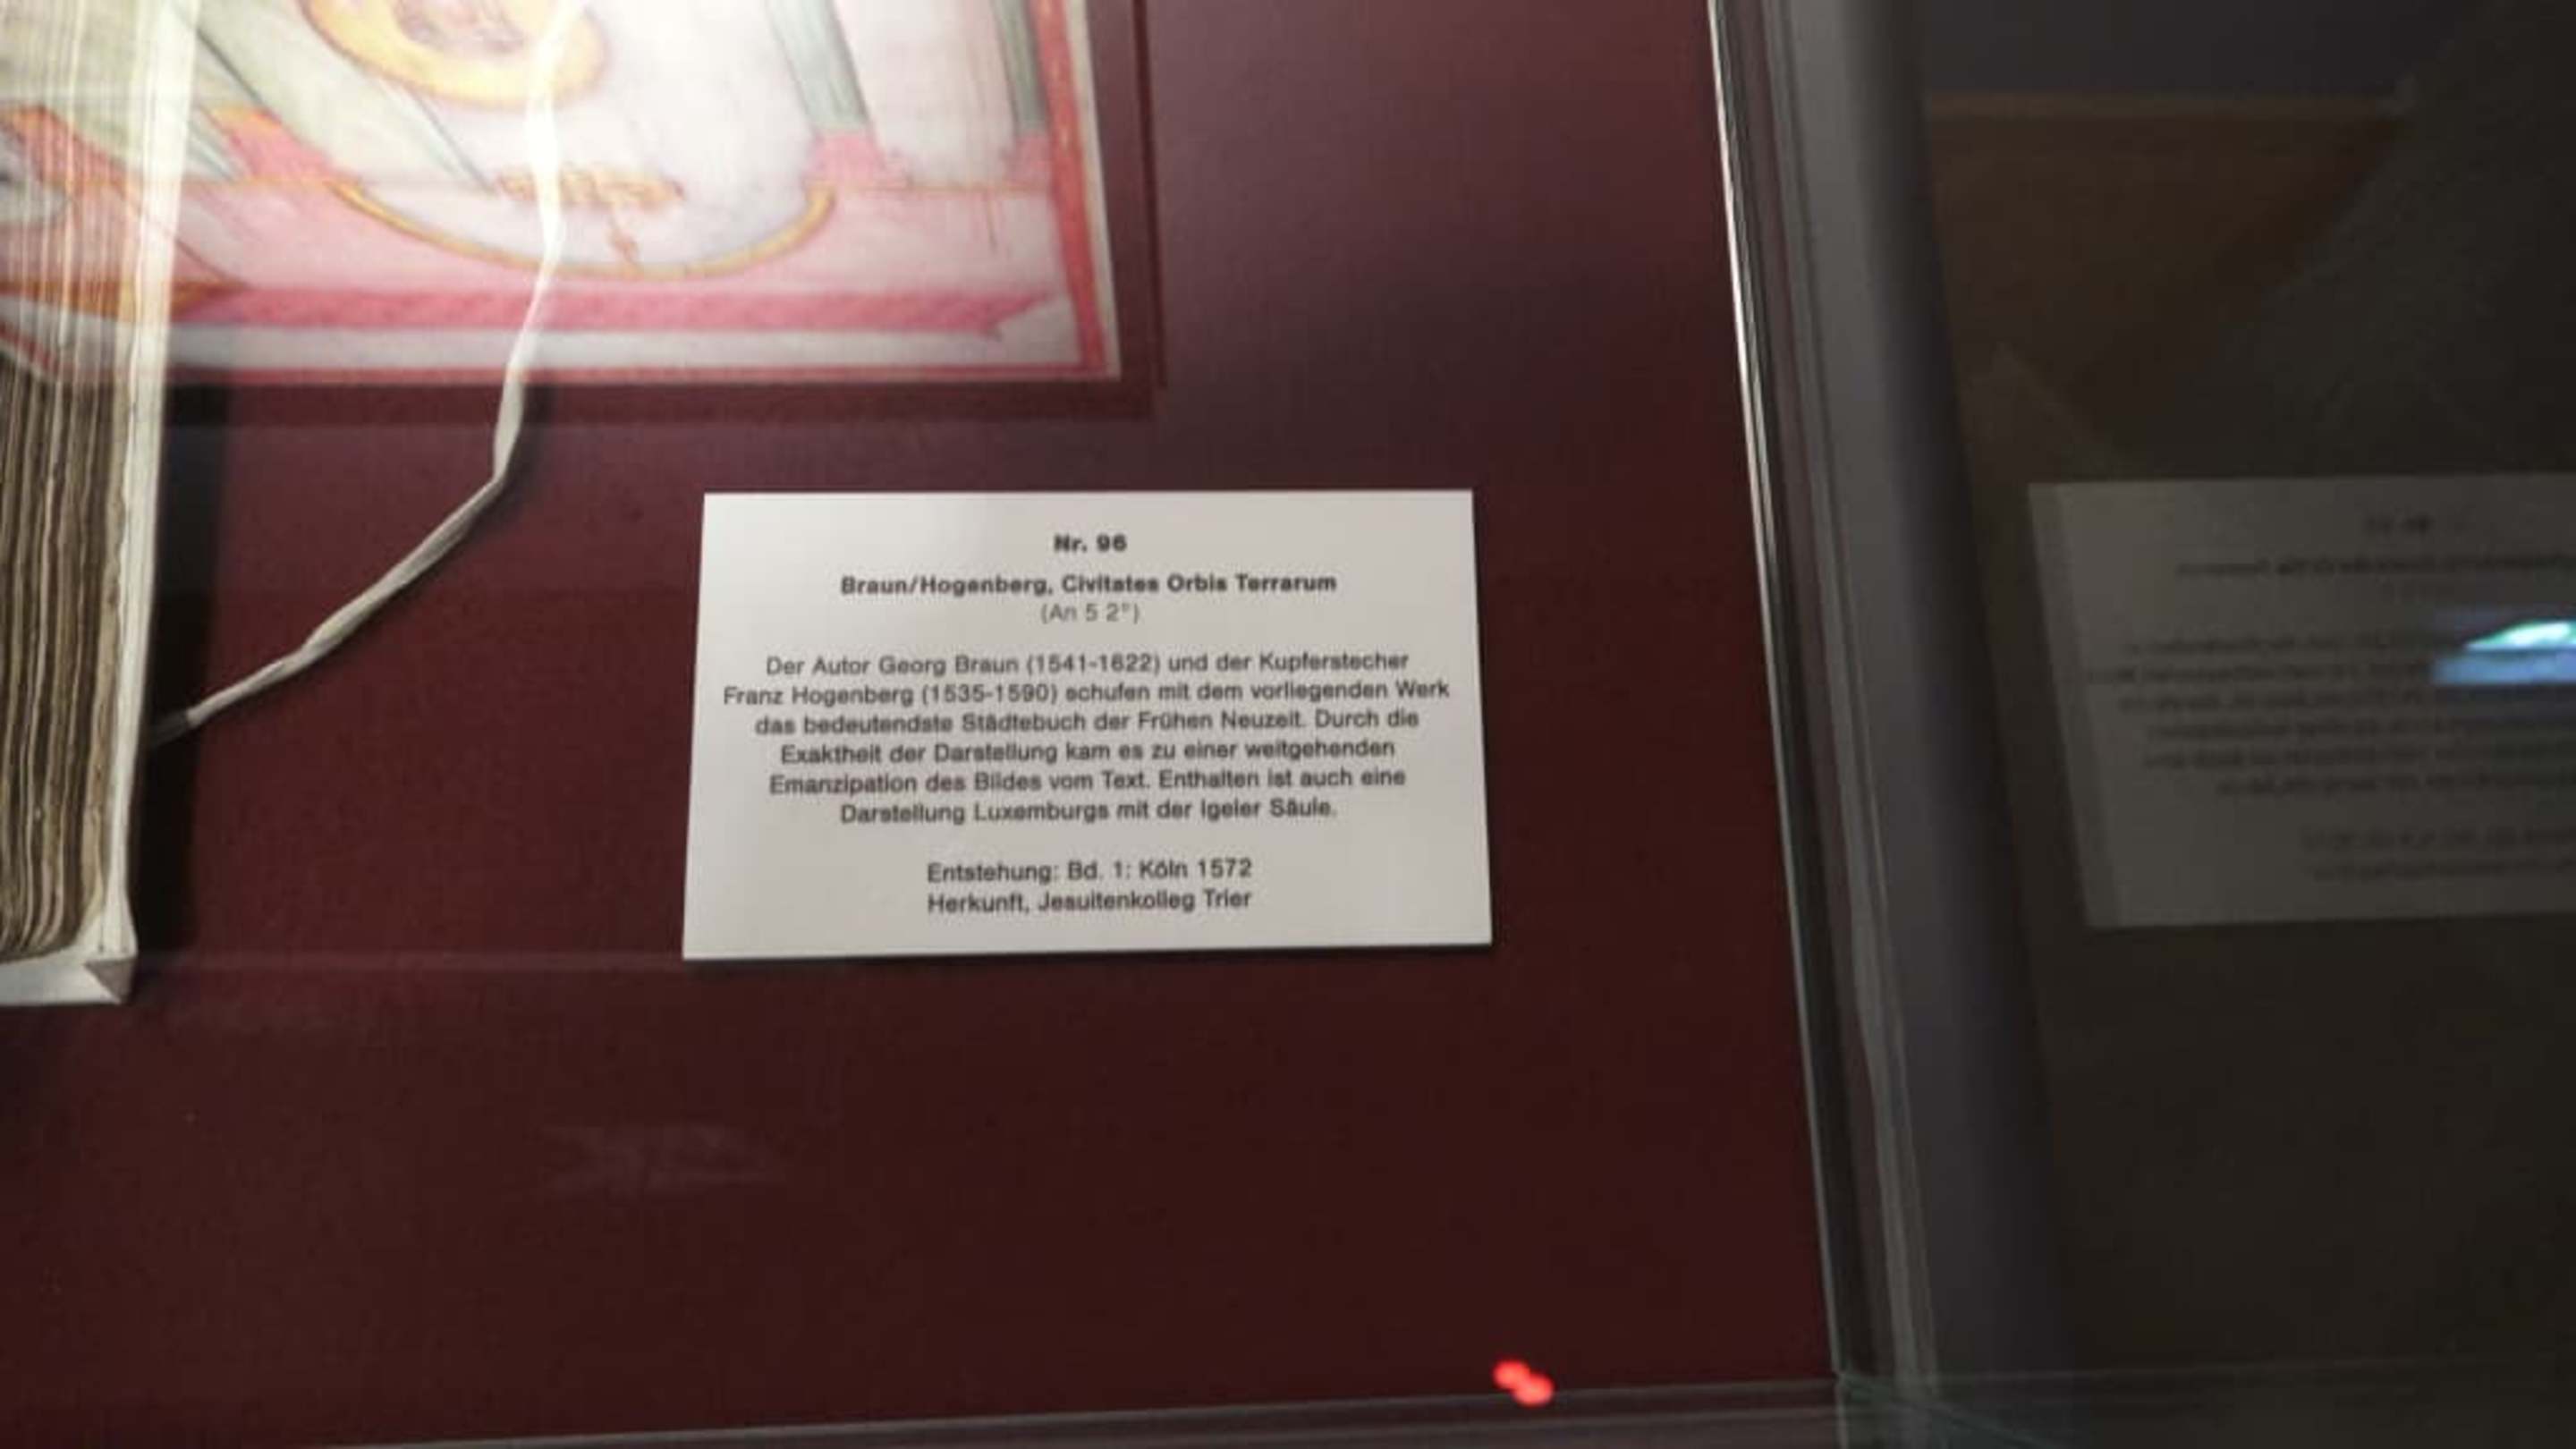 Nr. 96
Braun/Hogenberg, Civitates Orbis Terrarum
(An 5 2°)
Der Autor Georg Braun (1541-1622) und der Kupferstecher
Franz Hogenberg (1535-1590) schufen mit dem vorliegenden Werk
das bedeutendste Städtebuch der Frühen Neuzeit. Durch die
Exaktheit der Darstellung kam es zu einer weitgehenden
Emanzipation des Bildes vom Text. Enthalten ist auch eine
Darstellung Luxemburgs mit der Igeler Säule.
Entstehung: Bd. 1: Köln 1572
Herkunft, Jesuitenkolleg Trier